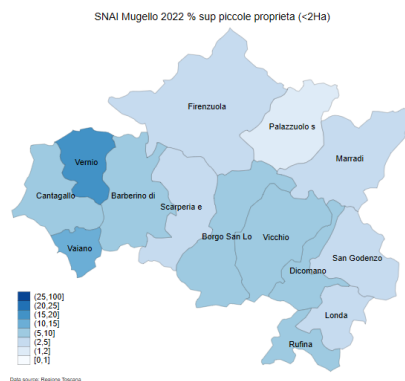 SNAI Mugello 2022 % sup piccole proprieta (<2Ha)
Firenzuola
Palazzuolo s
Marradi
Vernio
Cantagallo
Barberino di
Scarperia e
Borgo San Lo
Vicchio
Vaiano
San Godenzo
Dicomano
Londa
Rufina
(25,100]
(20,25]
(15,20]
(10,15]
(5,10]
(2,5]
(1,2]
[0,1]
Data source: Regione Toscana